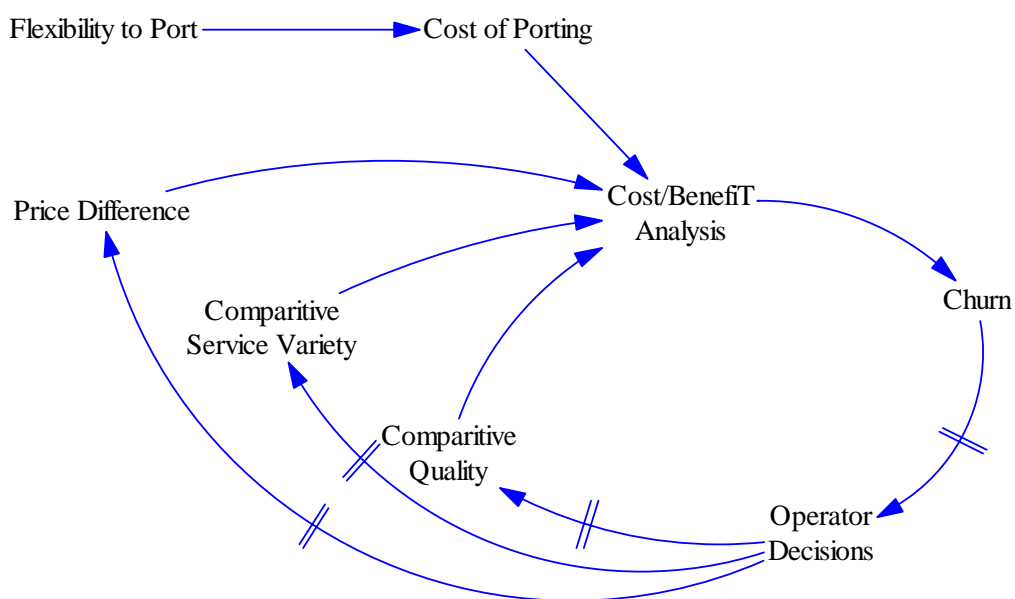 Flexibility to Port
Cost of Porting
Price Difference
Cost/BenefiT
Analysis
Comparitive
Service Variety
Churn
Comparitive
Quality
Operator
Decisions